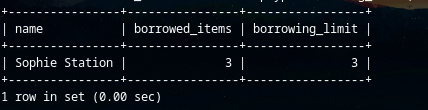 +----------------+----------------+-----------------+
| name           | borrowed_items | borrowing_limit |
+----------------+----------------+-----------------+
| Sophie Station |              3 |               3 |
+----------------+----------------+-----------------+
1 row in set (0.00 sec)